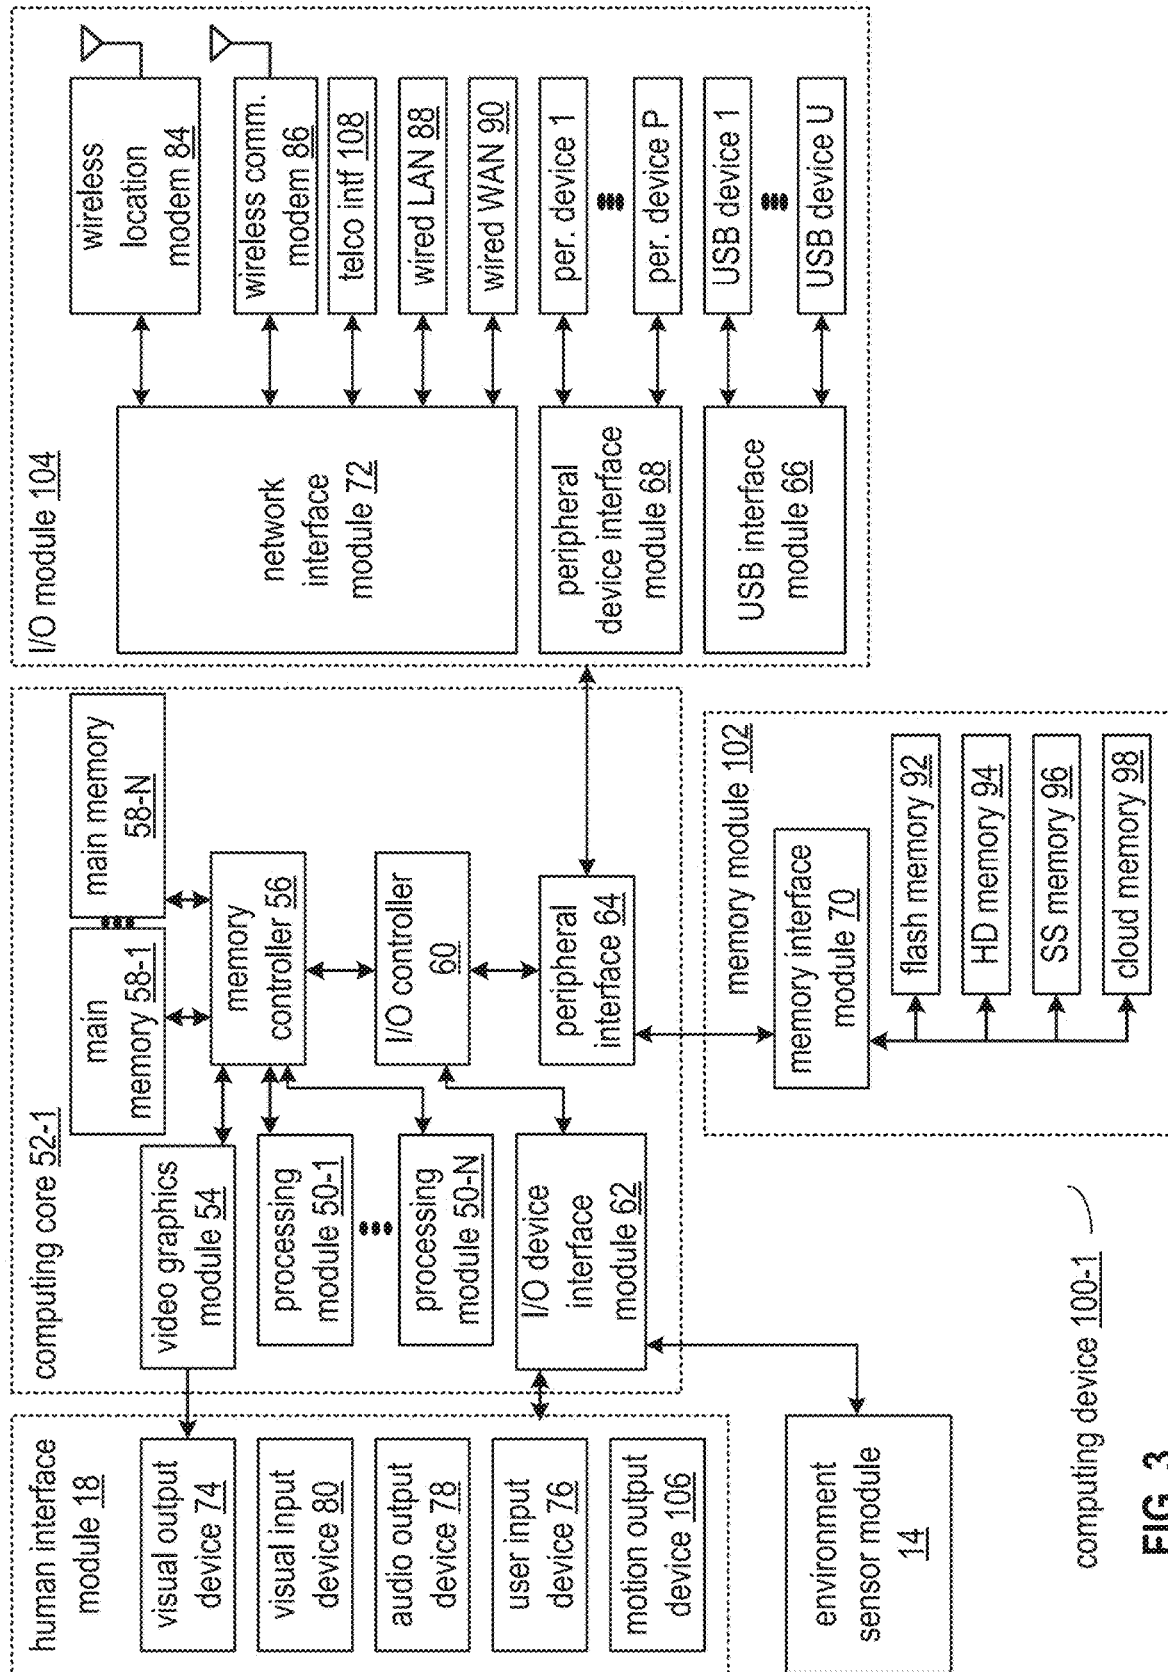 human interface
module 18
visual output
device 74
visual input
device 80
audio output
device 78
user input
device 76
motion output
device 106
environment
sensor module
14
computing core 52-1
video graphics
module 54
processing
module 50-1
processing
module 50-N
I/O device
interface
module 62
main
memory 58-1
main memory
58-N
memory
controller 56
I/O controller
60
peripheral
interface 64
memory module 102
memory interface
module 70
flash memory 92
HD memory 94
SS memory 96
cloud memory 98
I/O module 104
network
interface
module 72
peripheral
device interface
module 68
USB interface
module 66
wireless
location
modem 84
wireless comm.
modem 86
telco intf 108
wired LAN 88
wired WAN 90
per. device 1
per. device P
USB device 1
USB device U
computing device 100-1
FIG. 3